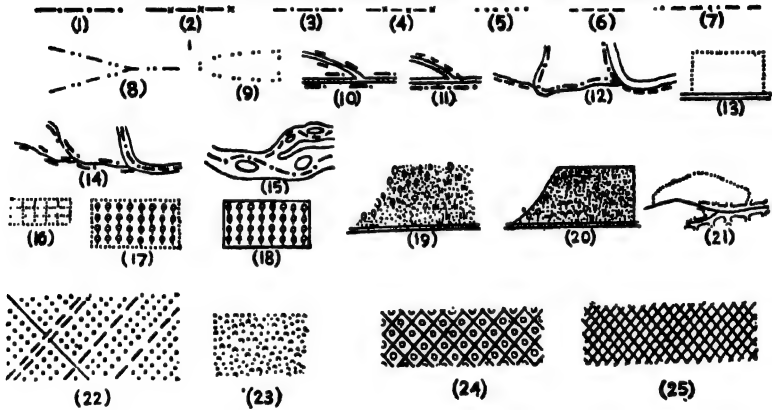 (1) (2) (3) (4) (5) (6) (7)
(8) (9) (10) (11) (12) (13)
(14) (15)
(16) (17) (18) (19) (20) (21)
(22) (23) (24) (25)